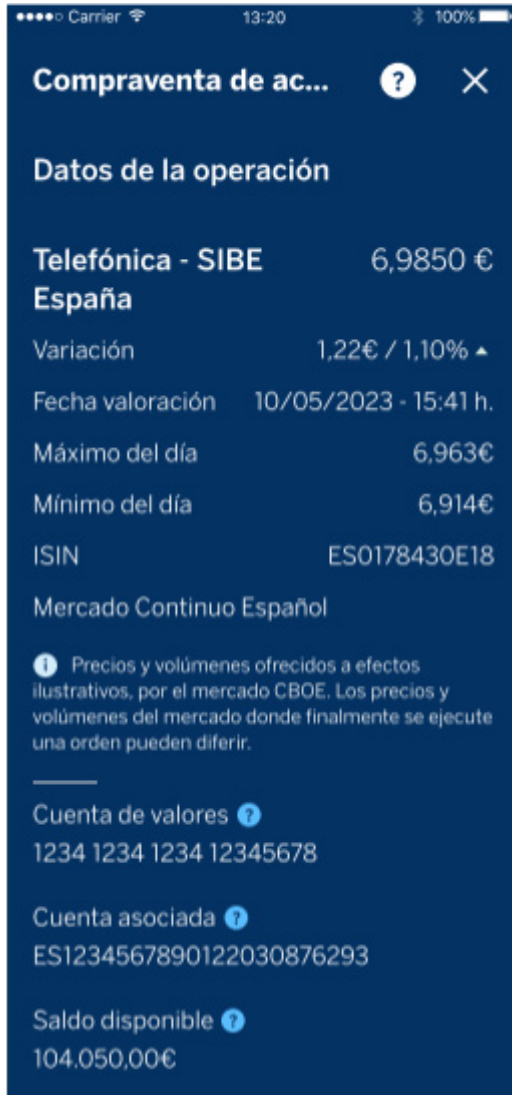 Carrier 13:20 100%
Compraventa de ac... ?
Datos de la operación
Telefónica - SIBE España 6,9850 €
Variación 1,22€ / 1,10%
Fecha valoración 10/05/2023 - 15:41 h.
Máximo del día 6,963€
Mínimo del día 6,914€
ISIN ES0178430E18
Mercado Continuo Español
i Precios y volúmenes ofrecidos a efectos
ilustrativos, por el mercado CBOE. Los precios y
volúmenes del mercado donde finalmente se ejecute
una orden pueden diferir.
Cuenta de valores ?
1234 1234 1234 12345678
Cuenta asociada ?
ES1234567890122030876293
Saldo disponible ?
104.050,00€